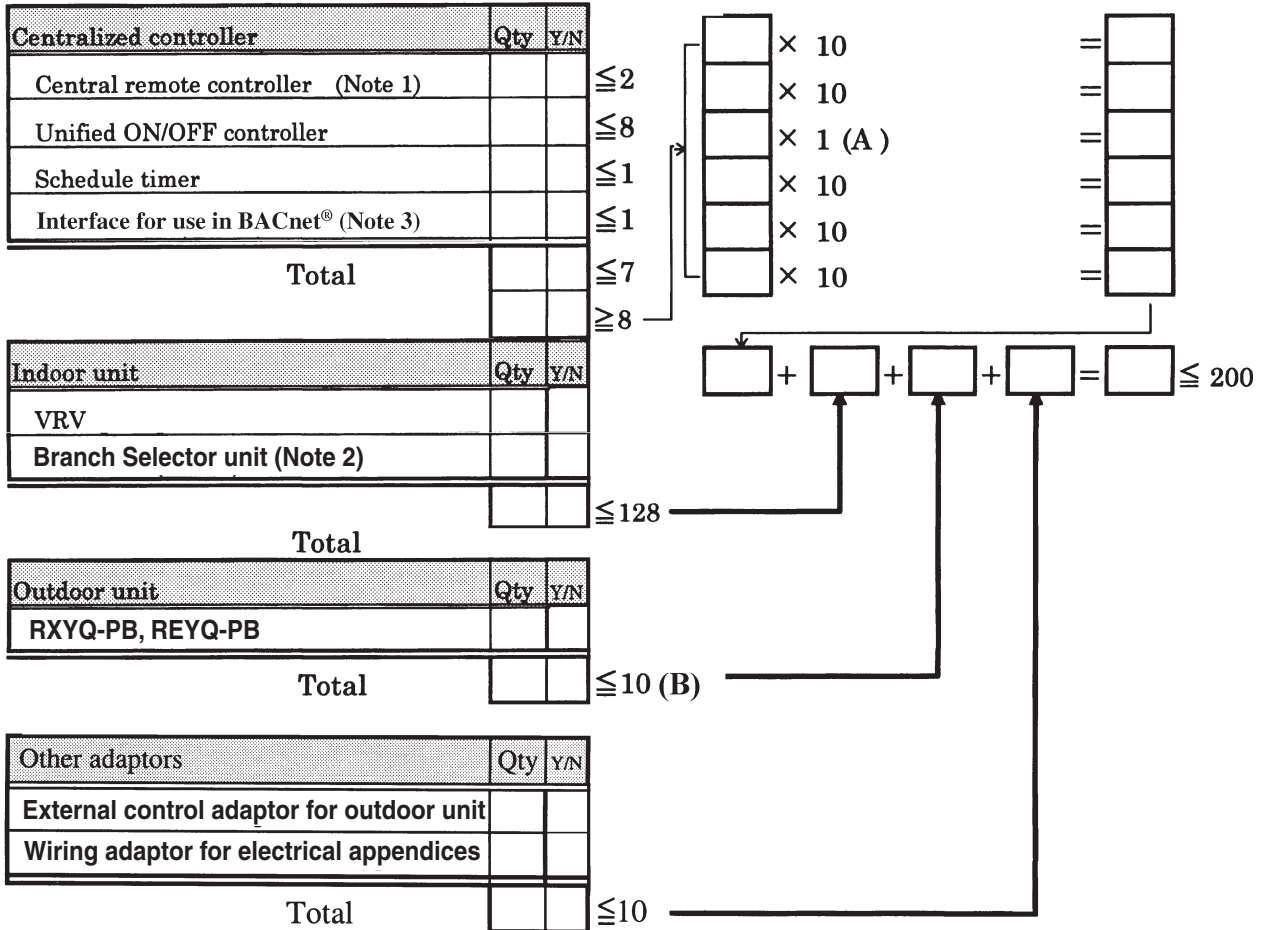 Centralized controller Qty Y/N
Central remote controller (Note 1) ≦2
Unified ON/OFF controller ≦8
Schedule timer ≦1
Interface for use in BACnet® (Note 3) ≦1
Total ≦7
≧8
× 10 =
× 10 =
× 1 (A ) =
× 10 =
× 10 =
× 10 =
+ + + = ≦ 200
Indoor unit Qty Y/N
VRV
Branch Selector unit (Note 2)
≦128
Total
Outdoor unit Qty Y/N
RXYQ-PB, REYQ-PB
Total ≦10 (B)
Other adaptors Qty Y/N
External control adaptor for outdoor unit
Wiring adaptor for electrical appendices
Total ≦10